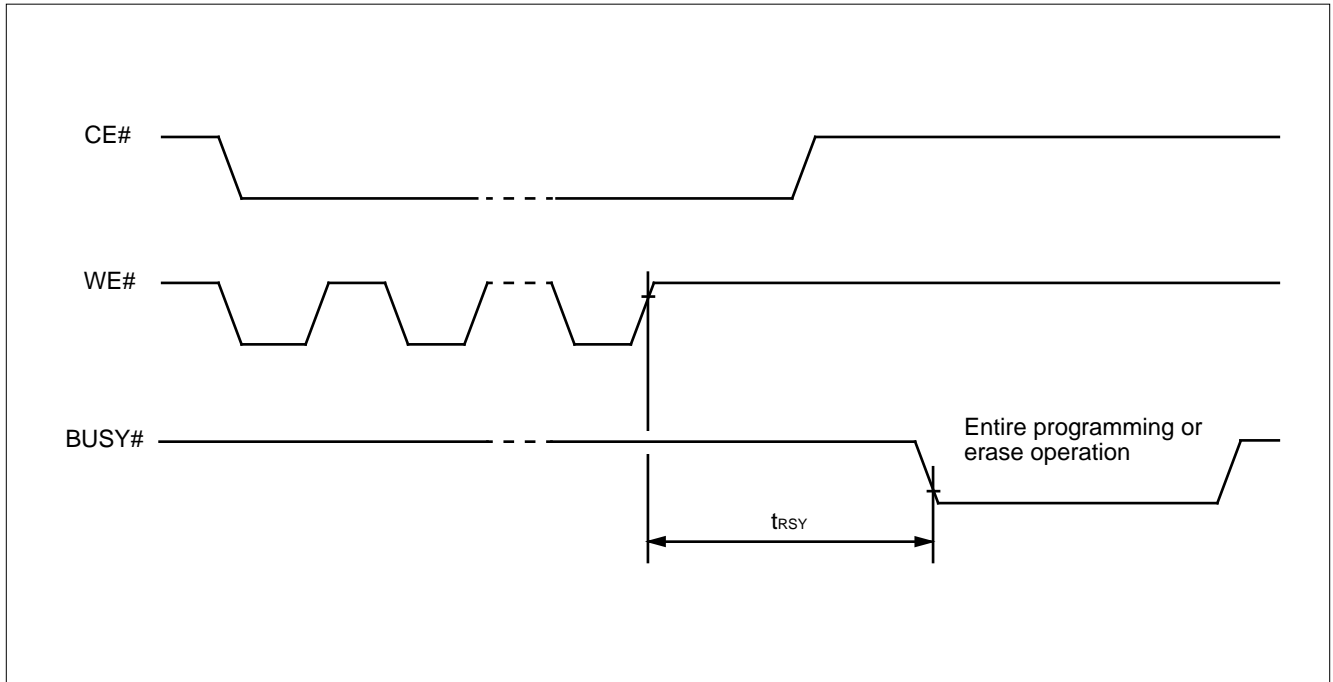 CE#
WE#
BUSY#
Entire programming or
erase operation
tRSY